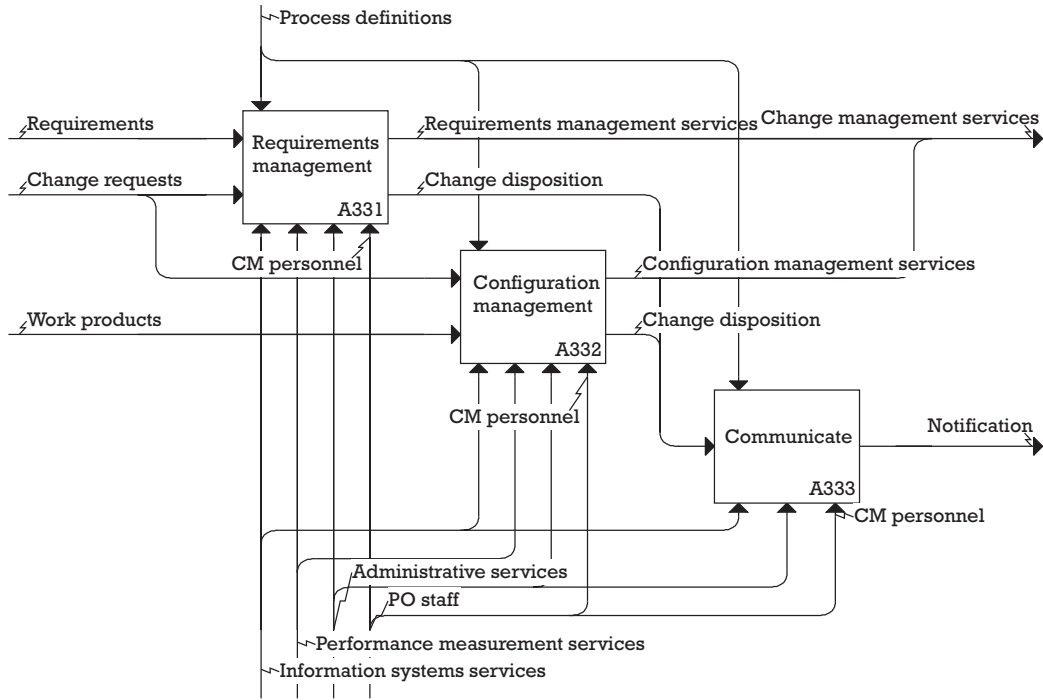 Process definitions
Requirements
Requirements management services
Change management services
Requirements
management
Change requests
Change disposition
A331
CM personnel
Configuration management services
Configuration
management
Work products
Change disposition
A332
CM personnel
Communicate
Notification
A333
CM personnel
Administrative services
PO staff
Performance measurement services
Information systems services